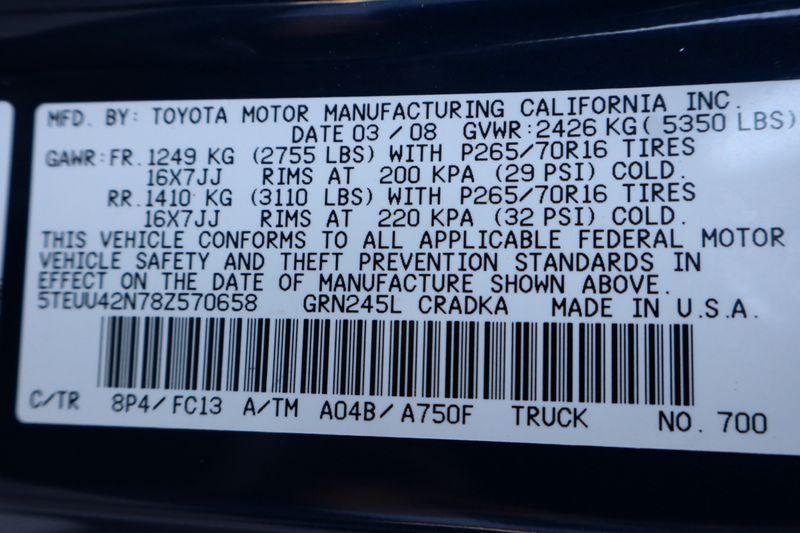 MFD. BY: TOYOTA MOTOR MANUFACTURING CALIFORNIA INC.
DATE 03 / 08 GVWR: 2426 KG ( 5350 LBS)
GAWR: FR. 1249 KG (2755 LBS) WITH P265/70R16 TIRES
16X7JJ RIMS AT 200 KPA (29 PSI) COLD.
RR. 1410 KG (3110 LBS) WITH P265/70R16 TIRES
16X7JJ RIMS AT 220 KPA (32 PSI) COLD.
THIS VEHICLE CONFORMS TO ALL APPLICABLE FEDERAL MOTOR
VEHICLE SAFETY AND THEFT PREVENTION STANDARDS IN
EFFECT ON THE DATE OF MANUFACTURE SHOWN ABOVE.
5TEUU42N78Z570658 GRN245L CRADKA MADE IN U.S.A.
C/TR 8P4/FC13 A/TM A04B/A750F TRUCK NO. 700